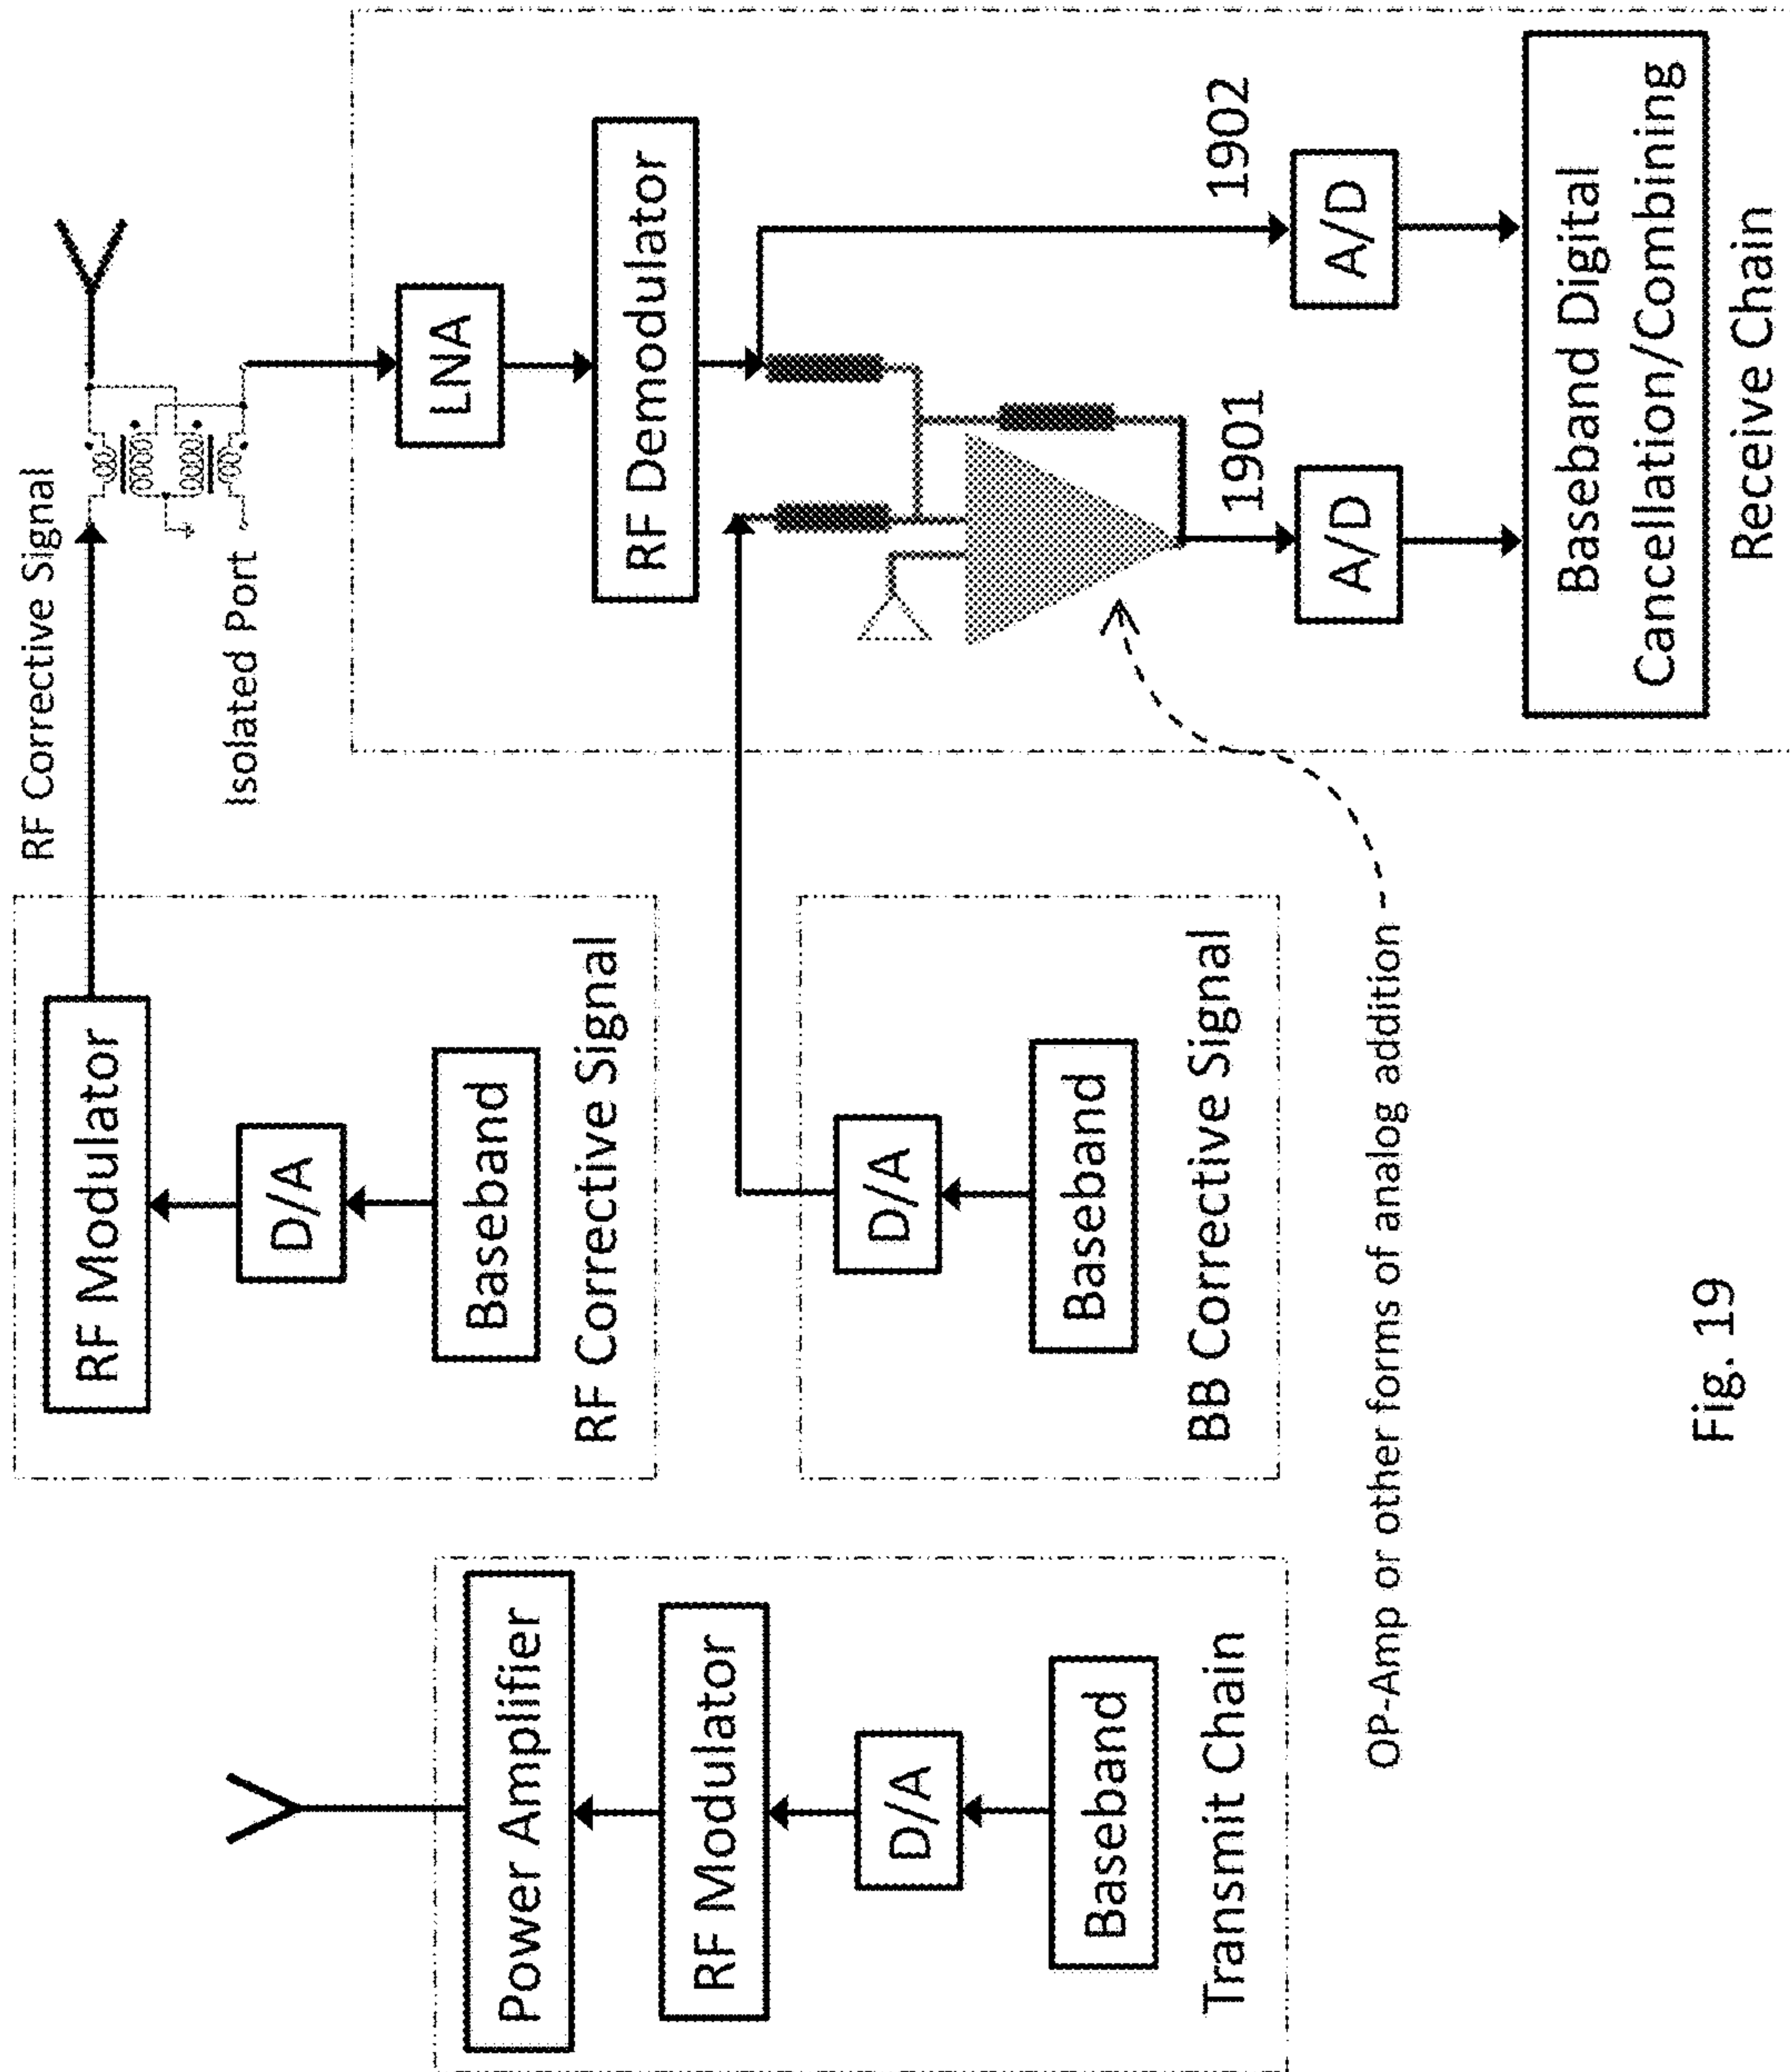 Power Amplifier
RF Modulator
D/A
Baseband
Transmit Chain
RF Modulator
D/A
Baseband
RF Corrective Signal
D/A
Baseband
BB Corrective Signal
OP-Amp or other forms of analog addition
RF Corrective Signal
Isolated Port
LNA
RF Demodulator
1901
1902
A/D
A/D
Baseband Digital
Cancellation/Combining
Receive Chain
Fig. 19